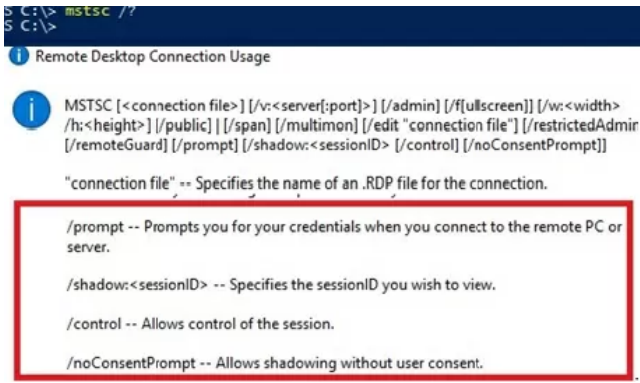 S C:\> mstsc /?
S C:\>
Remote Desktop Connection Usage
MSTSC [<connection file>] [/v:<server[:port]>] [/admin] [/f[ullscreen]] [/w:<width>
/h:<height>] [/public] | [/span] [/multimon] [/edit "connection file"] [/restrictedAdmin
[/remoteGuard] [/prompt] [/shadow:<sessionID> [/control] [/noConsentPrompt]]
"connection file" -- Specifies the name of an .RDP file for the connection.
/prompt -- Prompts you for your credentials when you connect to the remote PC or
server.
/shadow:<sessionID> -- Specifies the sessionID you wish to view.
/control -- Allows control of the session.
/noConsentPrompt -- Allows shadowing without user consent.